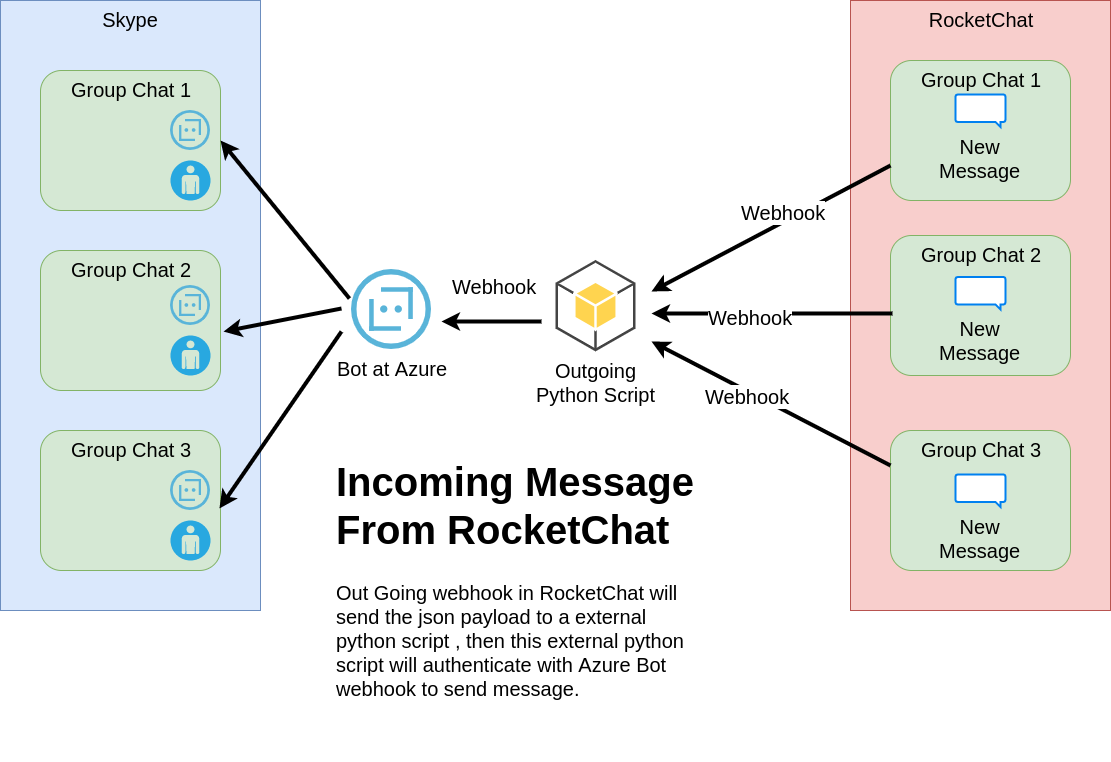 Skype
Group Chat 1
Group Chat 2
Group Chat 3
Bot at Azure
Webhook
Outgoing
Python Script
Webhook
Webhook
Webhook
RocketChat
Group Chat 1
New
Message
Group Chat 2
New
Message
Group Chat 3
New
Message
Incoming Message
From RocketChat
Out Going webhook in RocketChat will
send the json payload to a external
python script , then this external python
script will authenticate with Azure Bot
webhook to send message.